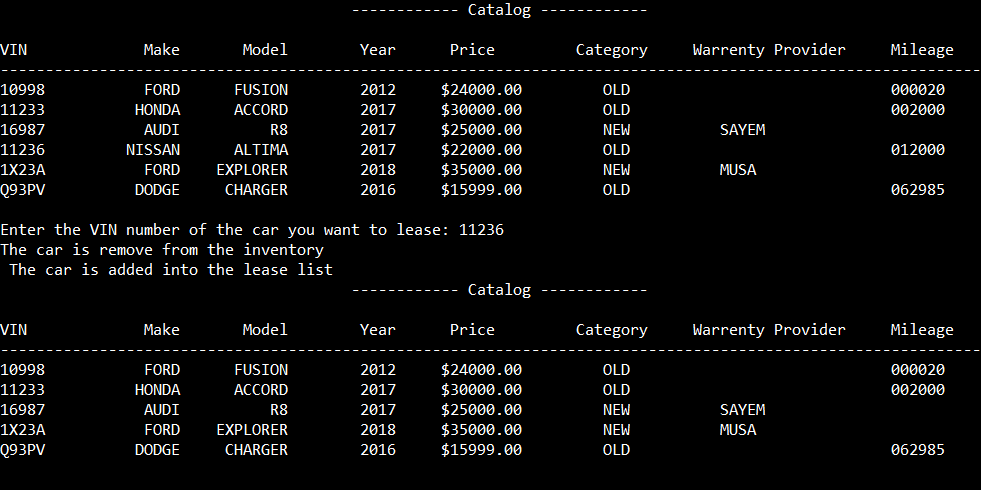 ------------ Catalog ------------
VIN Make Model Year Price Category Warrenty Provider Mileage
-------------------------------------------------------------------------------------------------------------
10998 FORD FUSION 2012 $24000.00 OLD 000020
11233 HONDA ACCORD 2017 $30000.00 OLD 002000
16987 AUDI R8 2017 $25000.00 NEW SAYEM
11236 NISSAN ALTIMA 2017 $22000.00 OLD 012000
1X23A FORD EXPLORER 2018 $35000.00 NEW MUSA
Q93PV DODGE CHARGER 2016 $15999.00 OLD 062985
Enter the VIN number of the car you want to lease: 11236
The car is remove from the inventory
The car is added into the lease list
------------ Catalog ------------
VIN Make Model Year Price Category Warrenty Provider Mileage
-------------------------------------------------------------------------------------------------------------
10998 FORD FUSION 2012 $24000.00 OLD 000020
11233 HONDA ACCORD 2017 $30000.00 OLD 002000
16987 AUDI R8 2017 $25000.00 NEW SAYEM
1X23A FORD EXPLORER 2018 $35000.00 NEW MUSA
Q93PV DODGE CHARGER 2016 $15999.00 OLD 062985